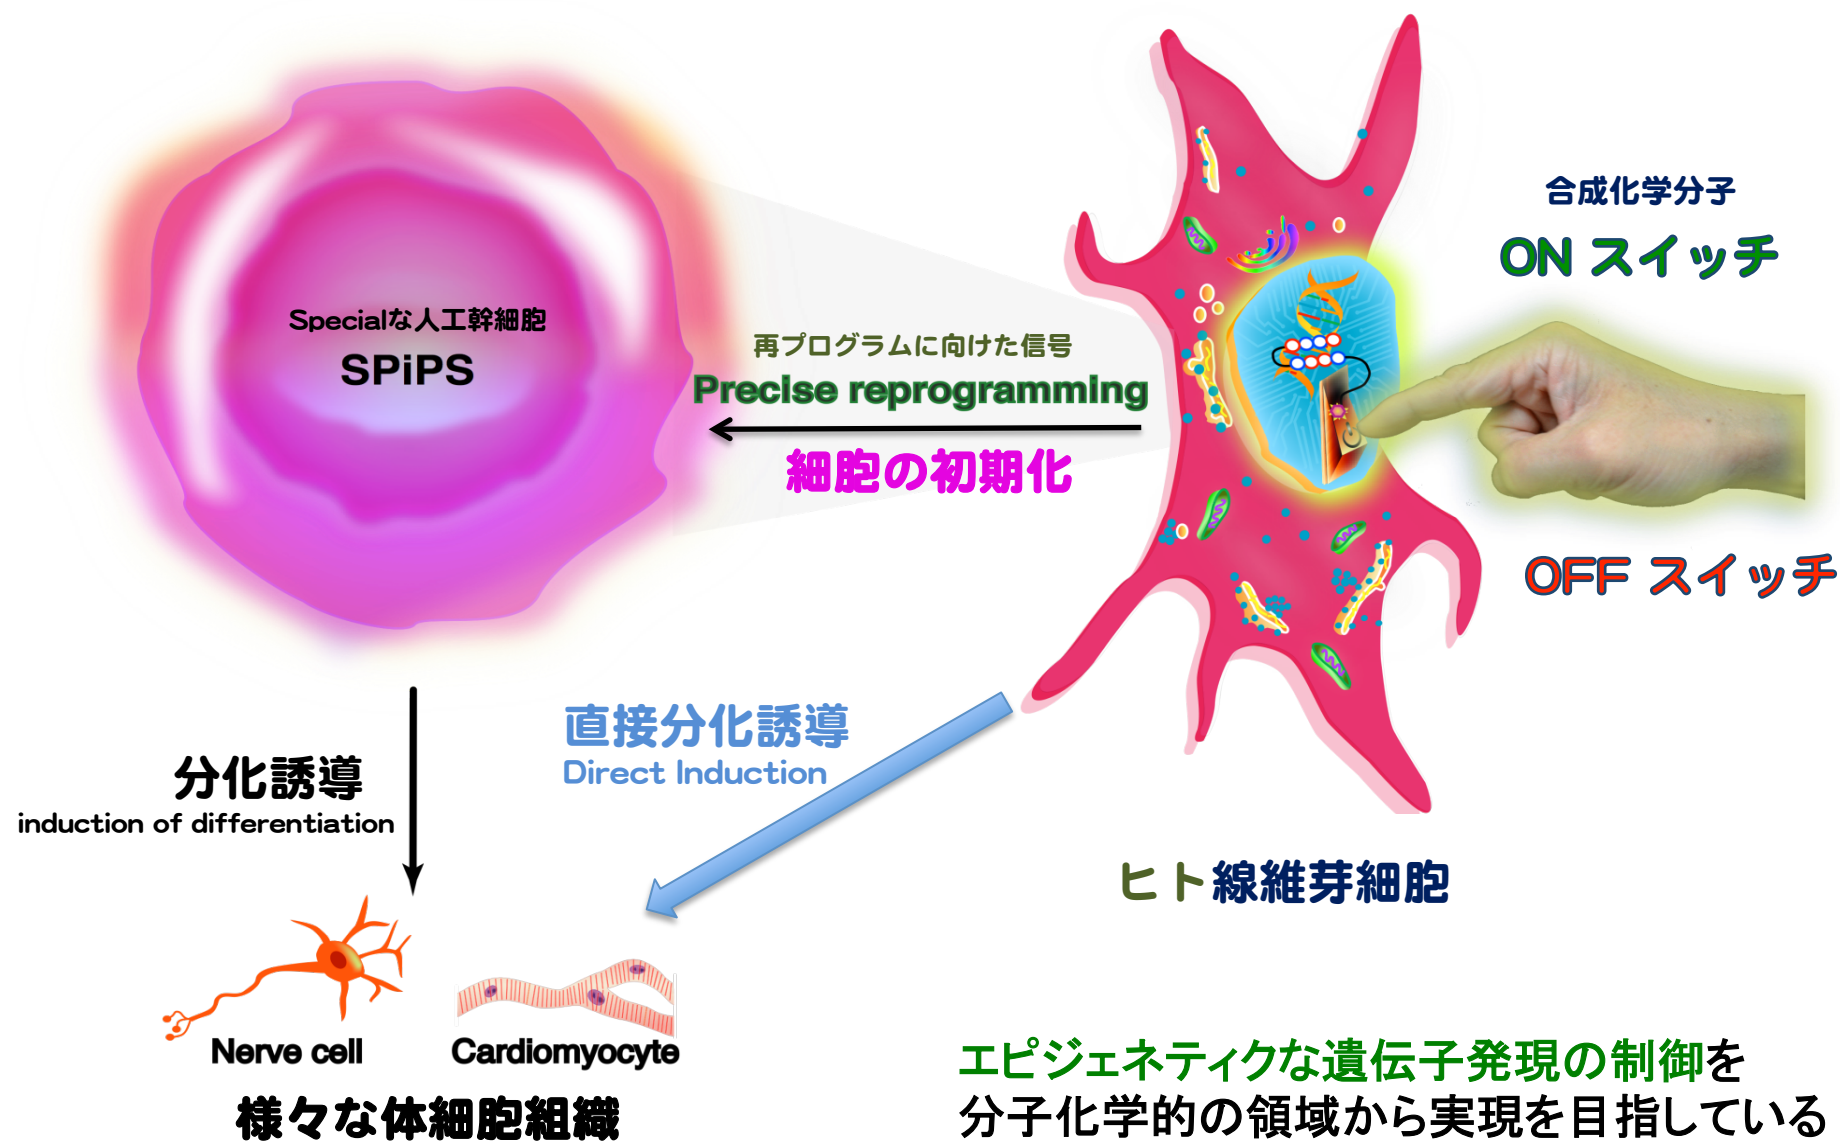 合成化学分子
ON スイッチ
Specialな人工幹細胞
SPiPS
再プログラムに向けた信号
Precise reprogramming
細胞の初期化
OFF スイッチ
直接分化誘導
Direct Induction
分化誘導
induction of differentiation
ヒト線維芽細胞
Nerve cell
Cardiomyocyte
様々な体細胞組織
エピジェネティクな遺伝子発現の制御を
分子化学的の領域から実現を目指している